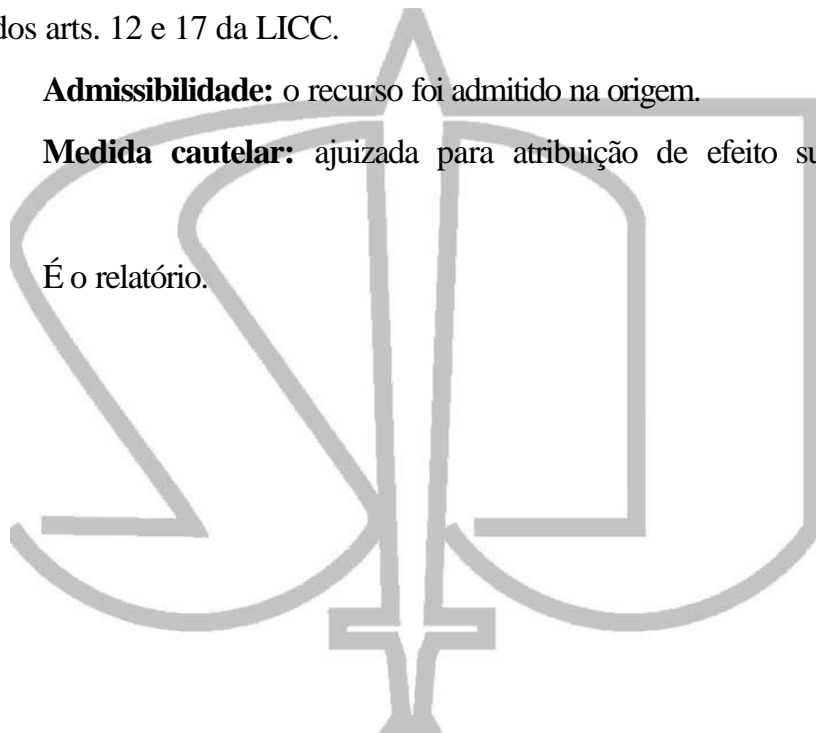 dos arts. 12 e 17 da LICC.
Admissibilidade: o recurso foi admitido na origem.
Medida cautelar: ajuizada para atribuição de efeito
É o relatório.